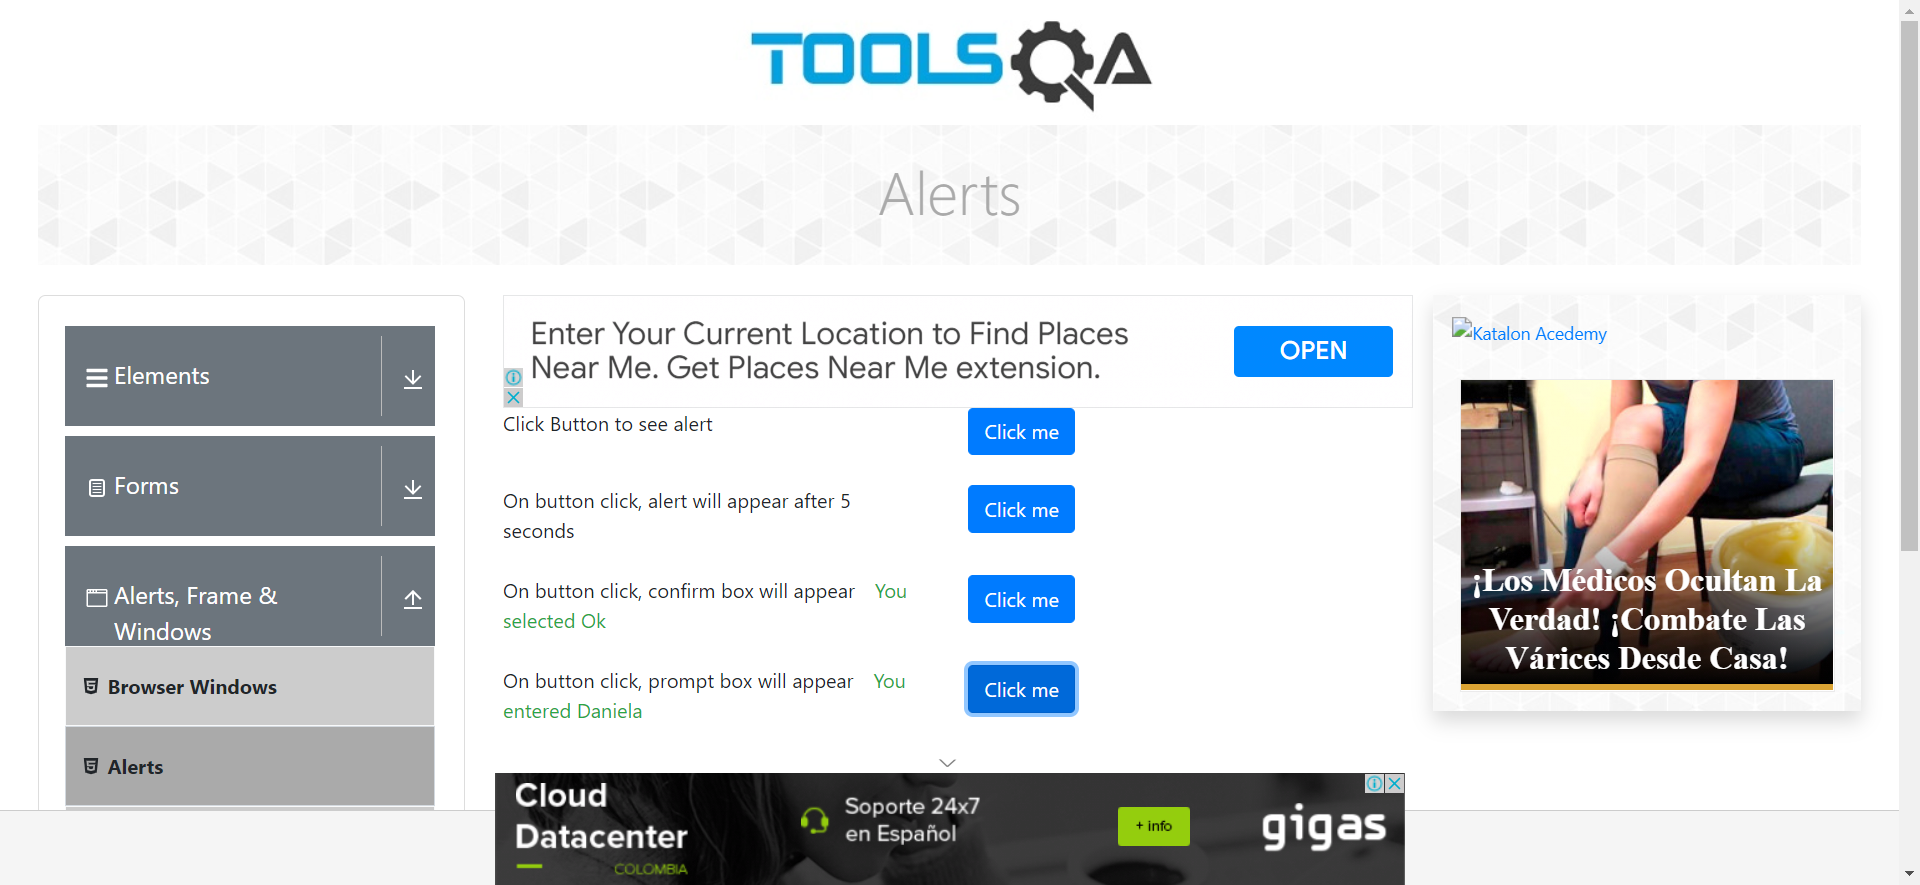 TOOLSQA
Alerts
Elements
Forms
Alerts, Frame &
Windows
Browser Windows
Alerts
Enter Your Current Location to Find Places
Near Me. Get Places Near Me extension.
OPEN
Click Button to see alert
Click me
On button click, alert will appear after 5
seconds
Click me
On button click, confirm box will appear You
selected Ok
Click me
On button click, prompt box will appear You
entered Daniela
Click me
Katalon Acedemy
¡Los Médicos Ocultan La
Verdad! ¡Combate Las
Várices Desde Casa!
Cloud
Datacenter
COLOMBIA
Soporte 24x7
en Español
+ info
gigas